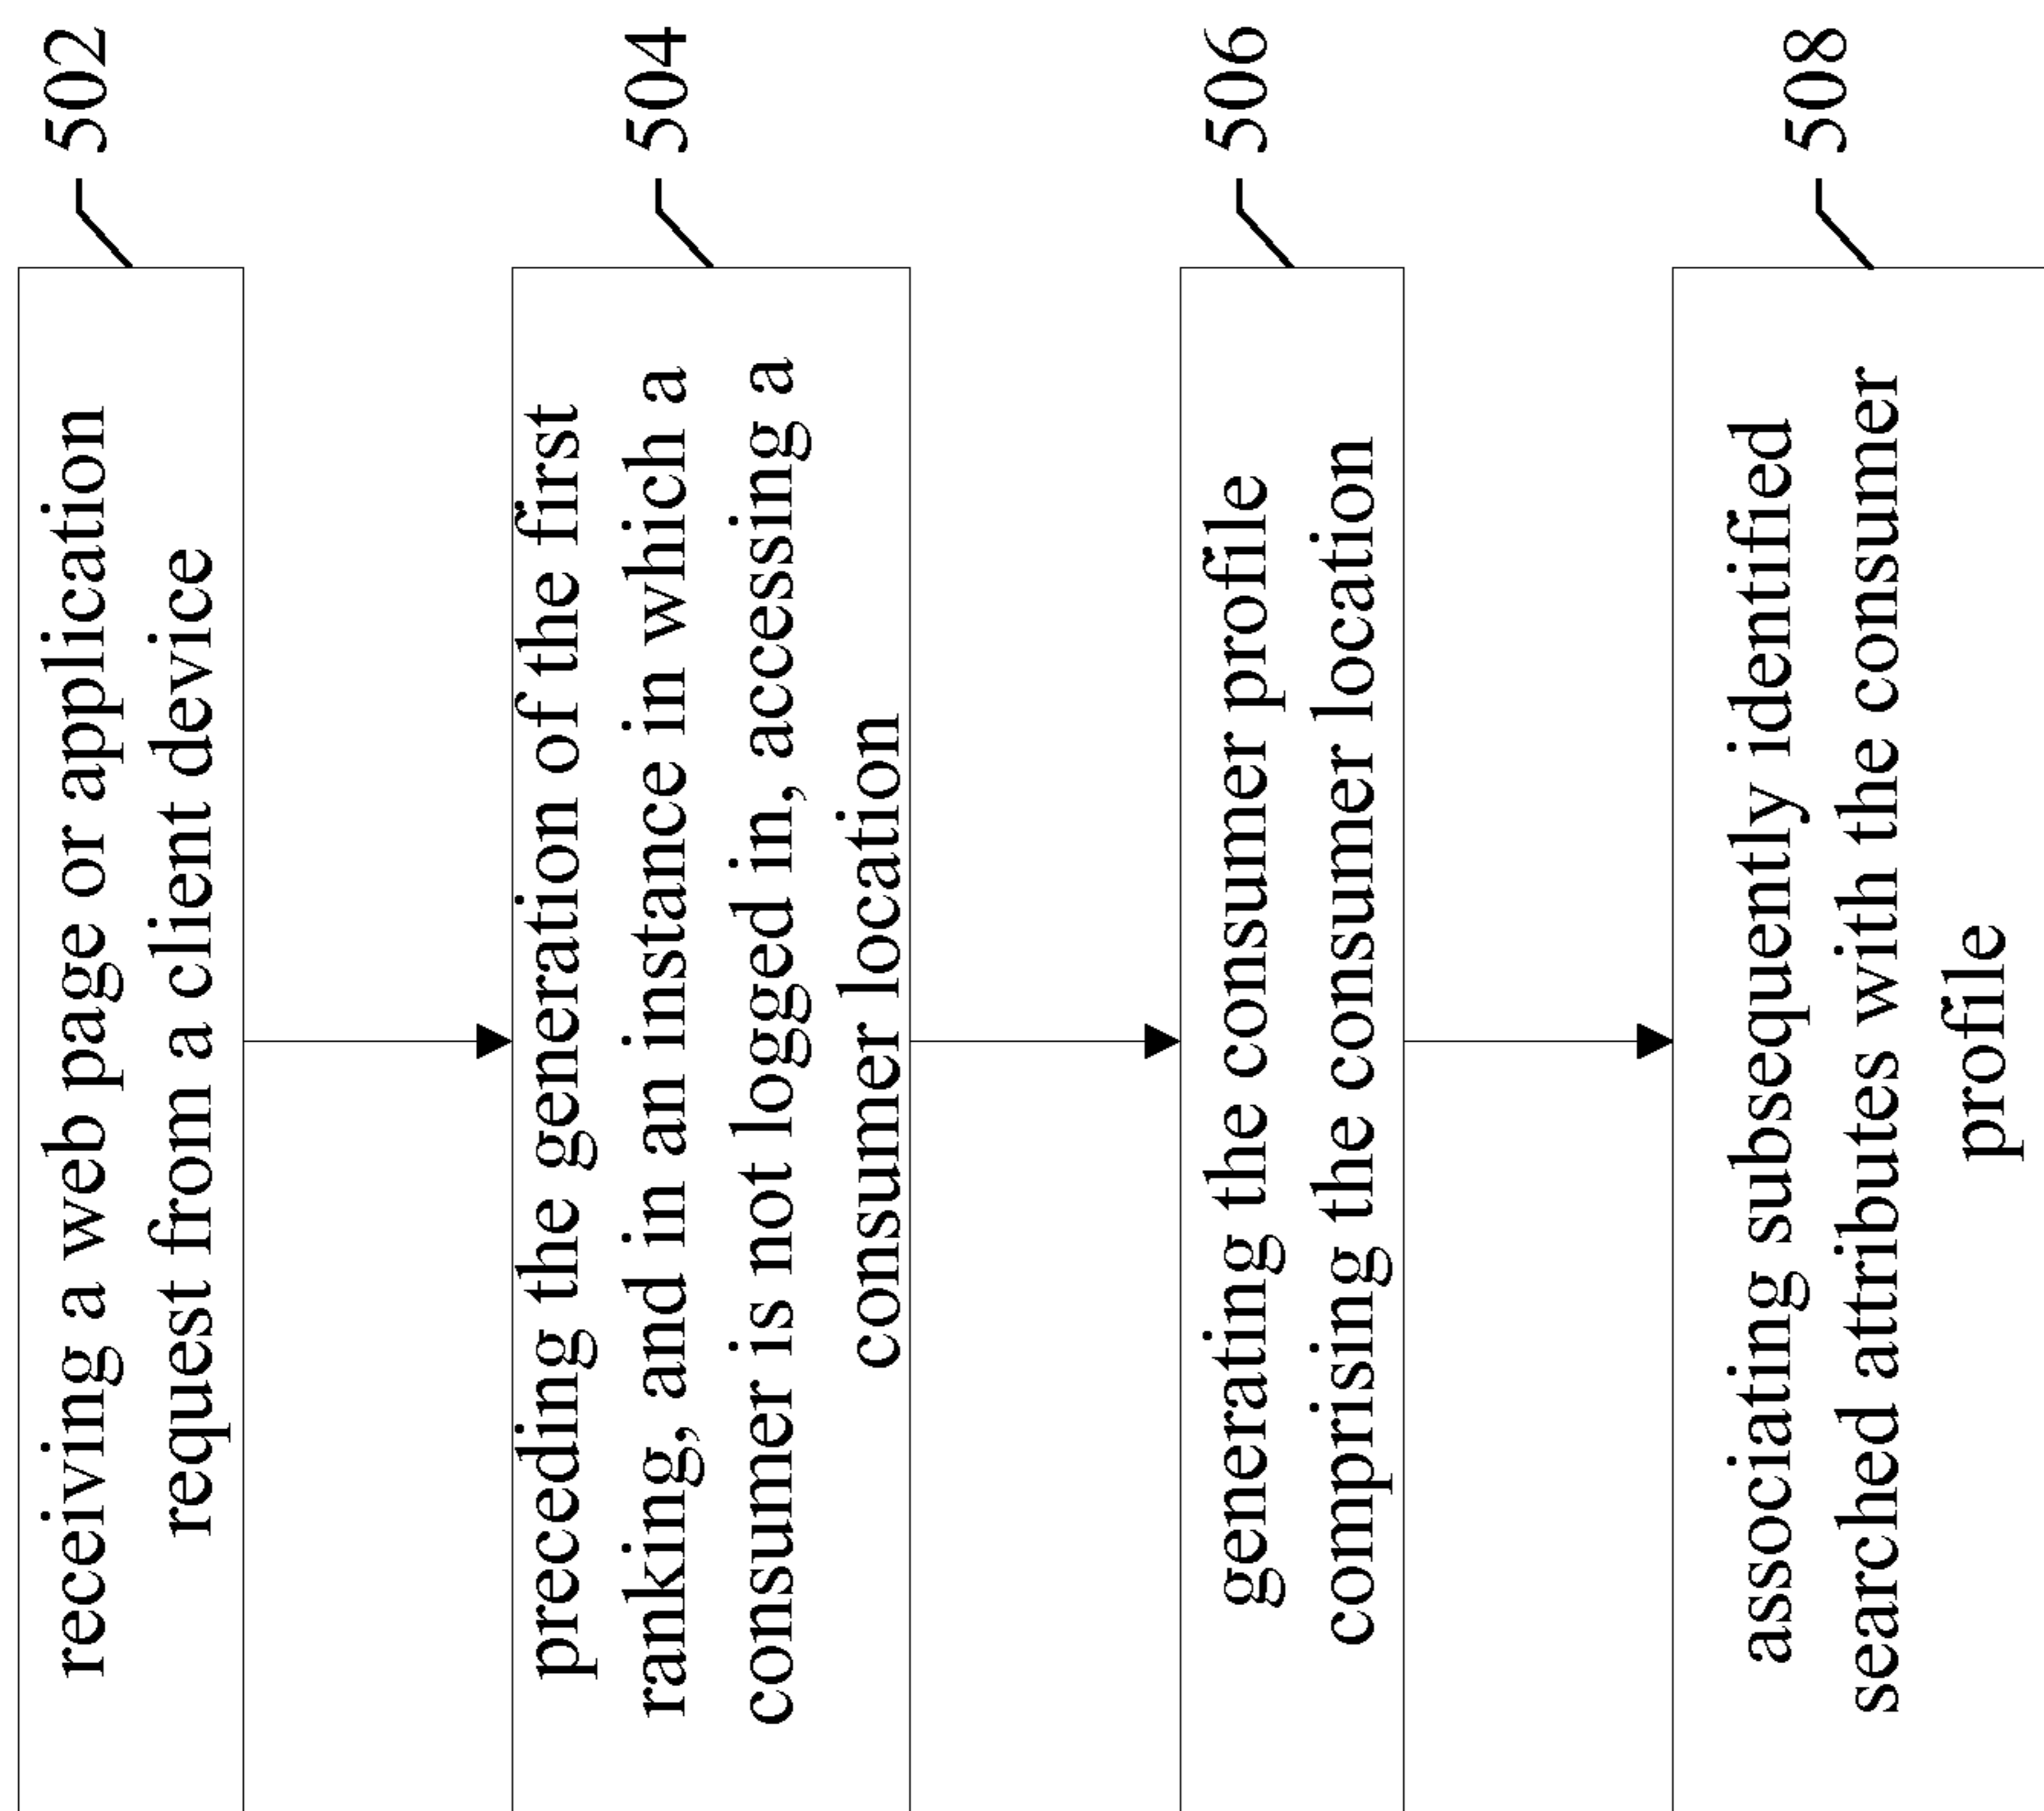 receiving a web page or application
request from a client device
502
preceding the generation of the first
ranking, and in an instance in which a
consumer is not logged in, accessing a
consumer location
504
generating the consumer profile
comprising the consumer location
506
associating subsequently identified
searched attributes with the consumer
profile
508